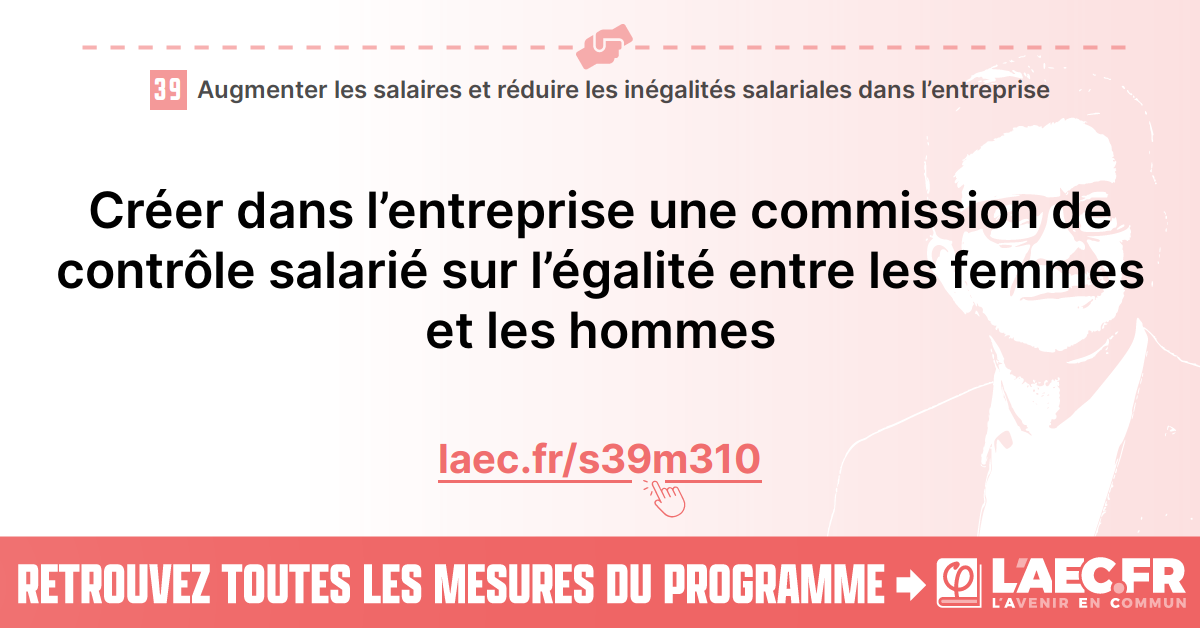 39 Augmenter les salaires et réduire les inégalités salariales dans l’entreprise
Créer dans l’entreprise une commission de
contrôle salarié sur l’égalité entre les femmes
et les hommes
laec.fr/s39m310
RETROUVEZ TOUTES LES MESURES DU PROGRAMME
φ L’AEC.FR
L’AVENIR EN COMMUN